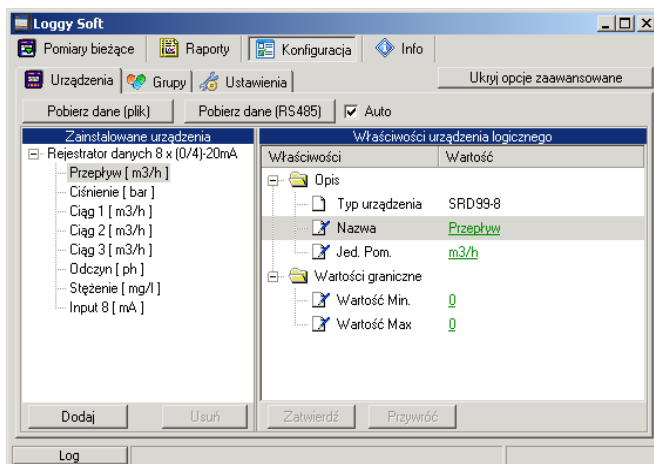 Loggy Soft
Pomiary bieżące Raporty Konfiguracja Info
Urządzenia Grupy Ustawienia Ukryj opcje zaawansowane
Pobierz dane (plik) Pobierz dane (RS485) Auto
Zainstalowane urządzenia
Rejestrator danych 8 x (0/4)-20mA
Przepływ [ m3/h ]
Ciśnienie [ bar ]
Ciąg 1 [ m3/h ]
Ciąg 2 [ m3/h ]
Ciąg 3 [ m3/h ]
Odczyn [ ph ]
Stężenie [ mg/l ]
Input 8 [ mA ]
Dodaj Usuń
Właściwości urządzenia logicznego
Właściwości Wartość
Opis
Typ urządzenia SRD99-8
Nazwa Przepływ
Jed. Pom. m3/h
Wartości graniczne
Wartość Min. 0
Wartość Max 0
Zatwierdź Przywróć
Log